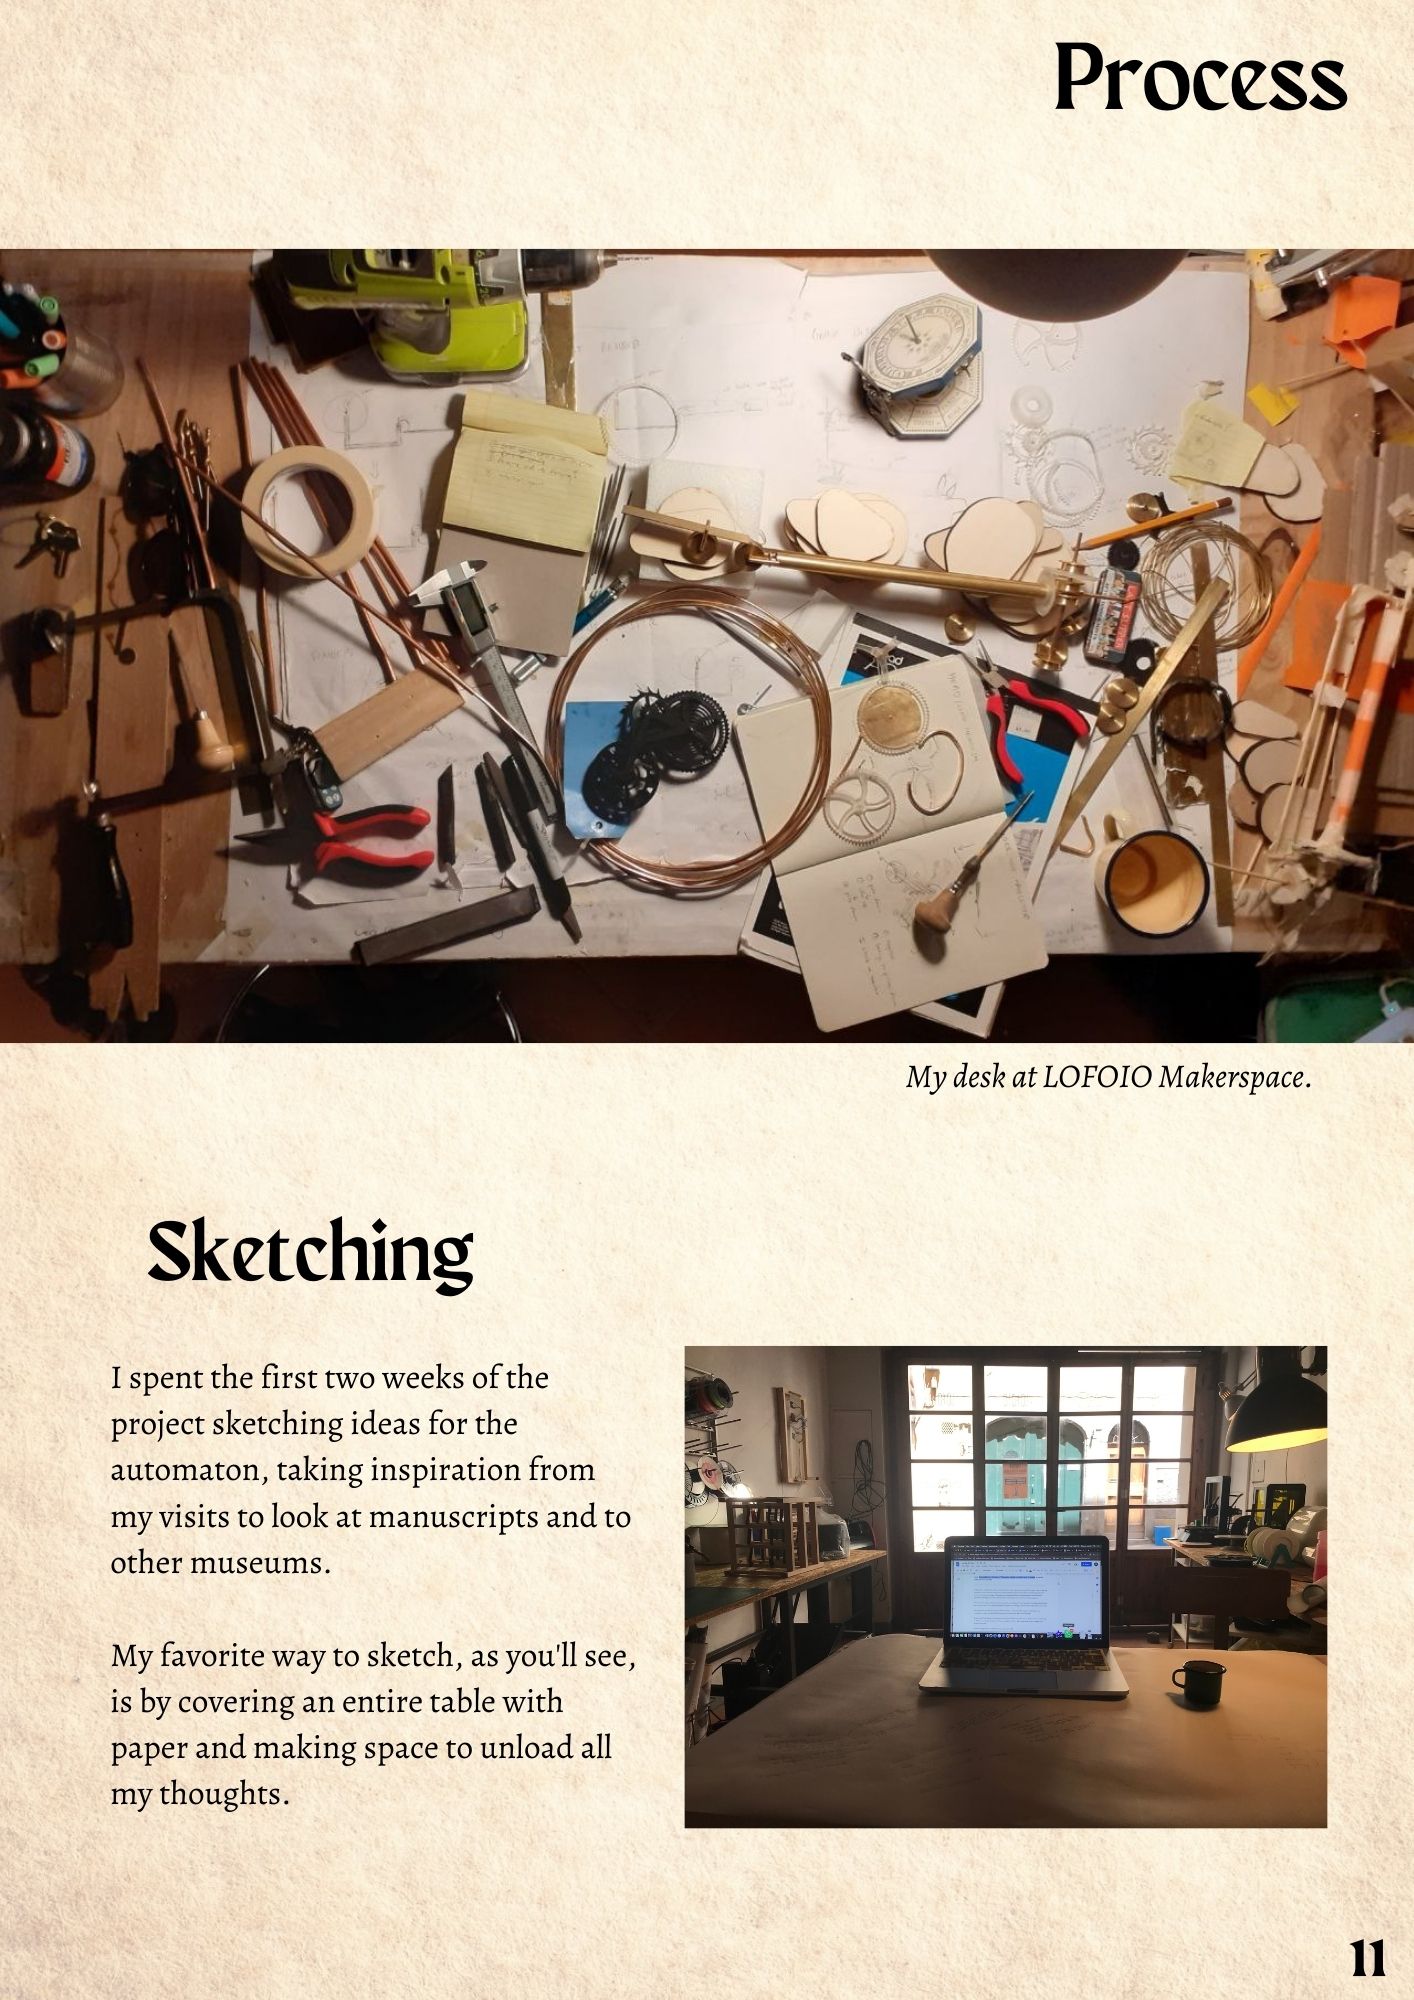 Process
My desk at LOFOIO Makerspace.
Sketching
I spent the first two weeks of the
project sketching ideas for the
automaton, taking inspiration from
my visits to look at manuscripts and to
other museums.
My favorite way to sketch, as you'll see,
is by covering an entire table with
paper and making space to unload all
my thoughts.
11